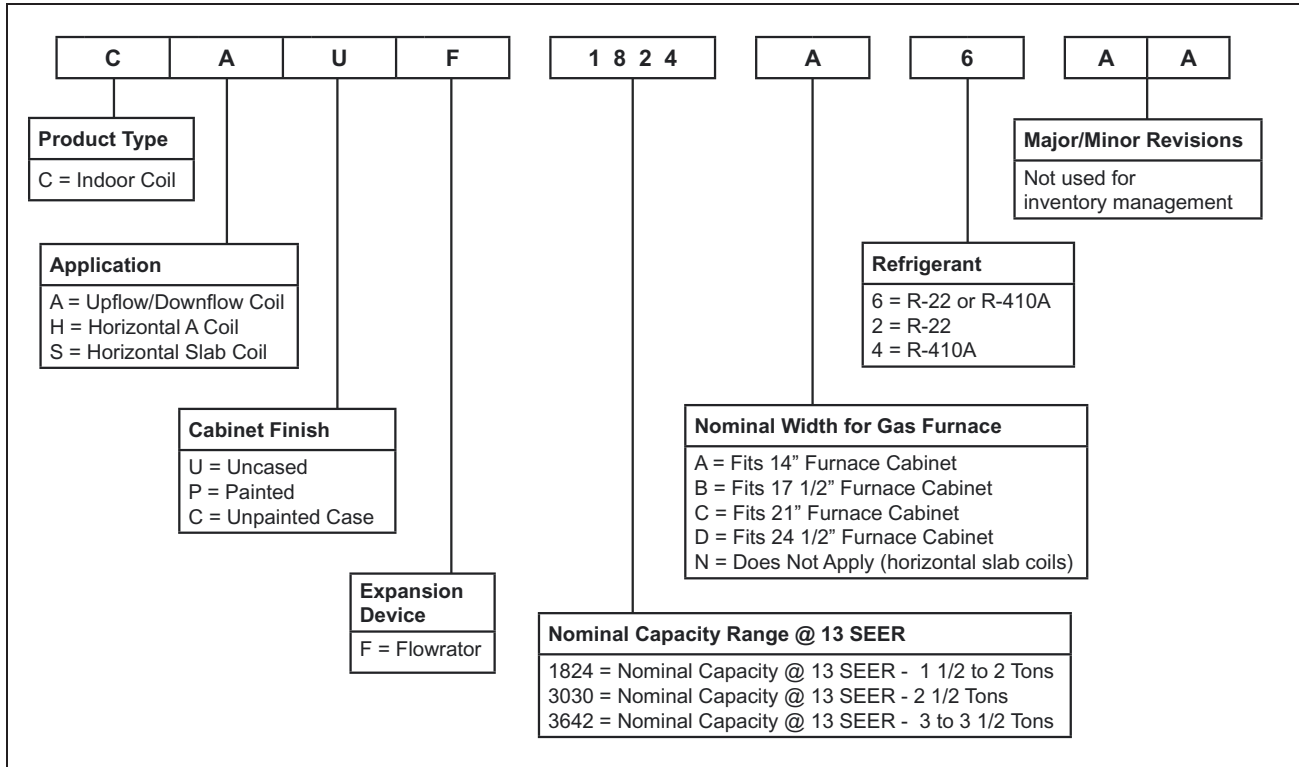 C A U F 1 8 2 4 A 6 A A
Product Type
C = Indoor Coil
Major/Minor Revisions
Not used for
inventory management
Application
A = Upflow/Downflow Coil
H = Horizontal A Coil
S = Horizontal Slab Coil
Refrigerant
6 = R-22 or R-410A
2 = R-22
4 = R-410A
Cabinet Finish
U = Uncased
P = Painted
C = Unpainted Case
Nominal Width for Gas Furnace
A = Fits 14” Furnace Cabinet
B = Fits 17 1/2” Furnace Cabinet
C = Fits 21” Furnace Cabinet
D = Fits 24 1/2” Furnace Cabinet
N = Does Not Apply (horizontal slab coils)
Expansion
Device
F = Flowrator
Nominal Capacity Range @ 13 SEER
1824 = Nominal Capacity @ 13 SEER - 1 1/2 to 2 Tons
3030 = Nominal Capacity @ 13 SEER - 2 1/2 Tons
3642 = Nominal Capacity @ 13 SEER - 3 to 3 1/2 Tons